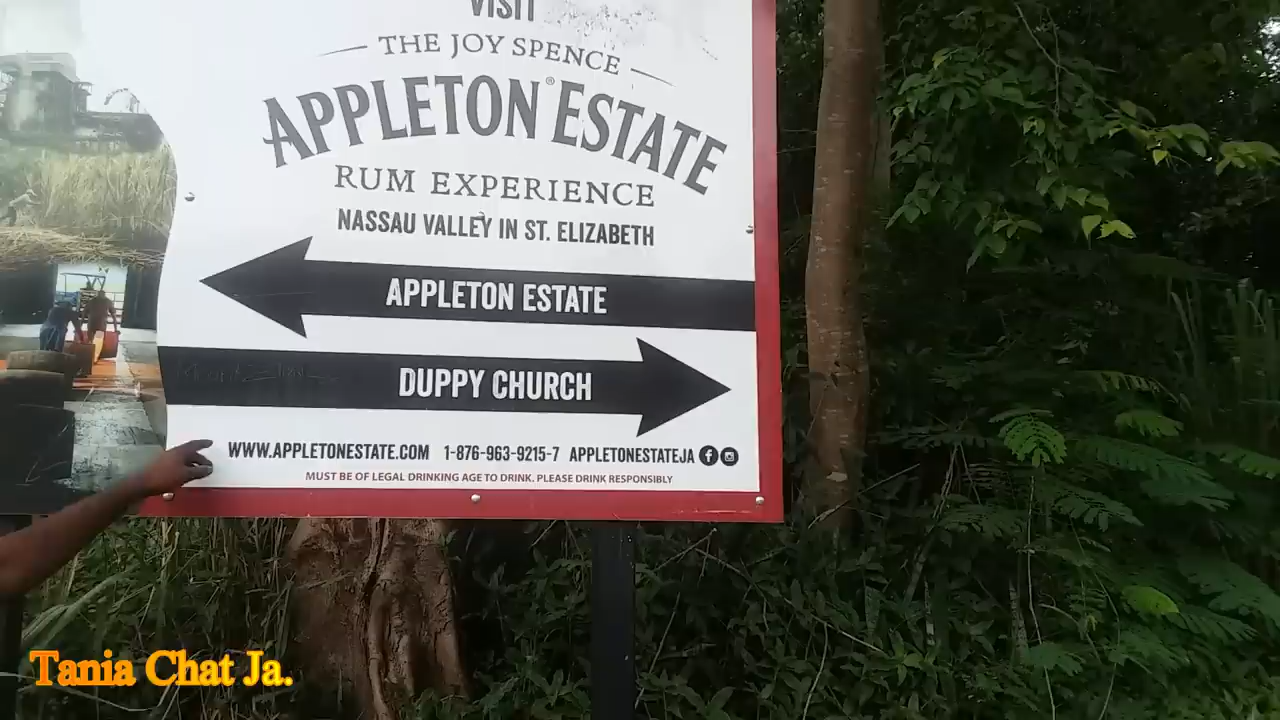 VISIT
THE JOY SPENCE
APPLETON® ESTATE
RUM EXPERIENCE
NASSAU VALLEY IN ST. ELIZABETH
APPLETON ESTATE
DUPPY CHURCH
WWW.APPLETONESTATE.COM 1-876-963-9215-7 APPLETONESTATEJA
MUST BE OF LEGAL DRINKING AGE TO DRINK. PLEASE DRINK RESPONSIBLY
Tania Chat Ja.